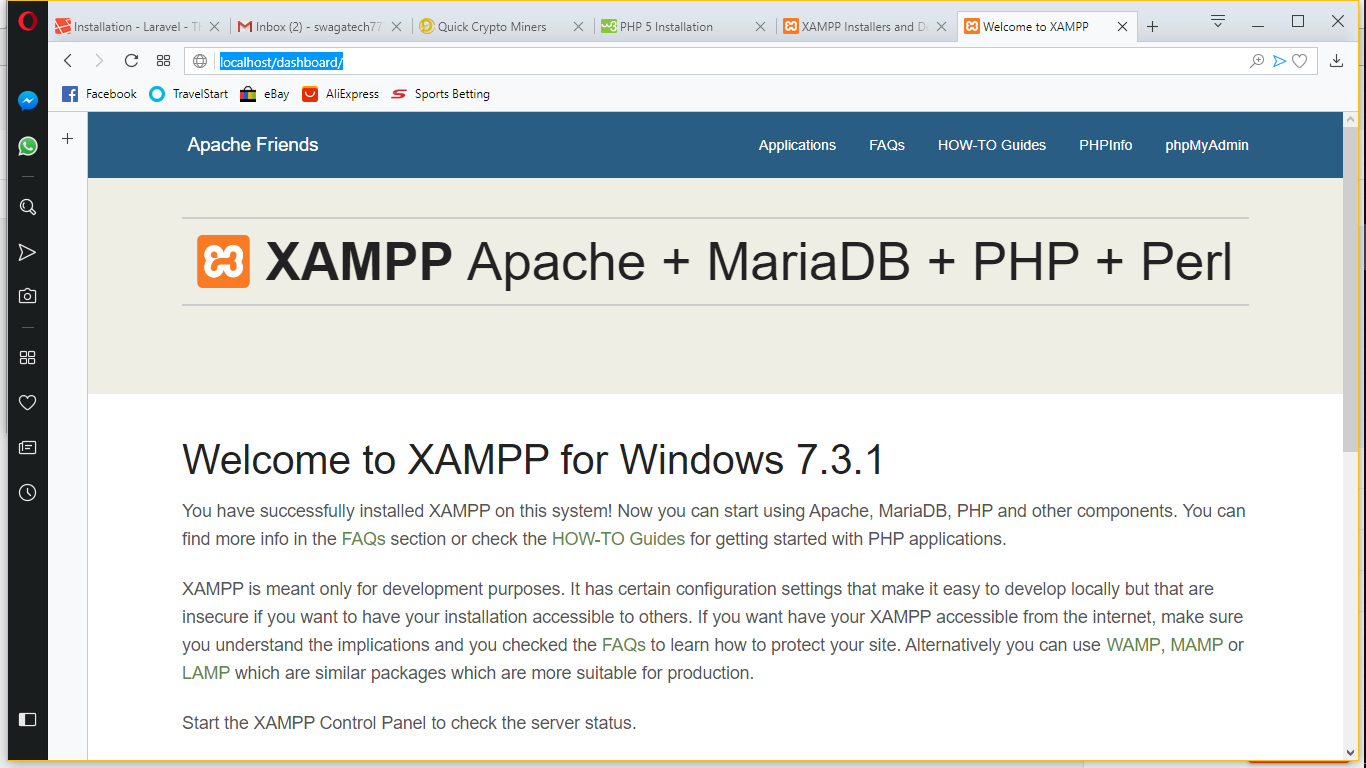 Installation - Laravel - Th
Inbox (2) - swagatech77
Quick Crypto Miners
PHP 5 Installation
XAMPP Installers and Do
Welcome to XAMPP
localhost/dashboard/
Facebook
TravelStart
eBay
AliExpress
Sports Betting
Apache Friends
Applications
FAQs
HOW-TO Guides
PHPInfo
phpMyAdmin
XAMPP Apache + MariaDB + PHP + Perl
Welcome to XAMPP for Windows 7.3.1
You have successfully installed XAMPP on this system! Now you can start using Apache, MariaDB, PHP and other components. You can
find more info in the FAQs section or check the HOW-TO Guides for getting started with PHP applications.
XAMPP is meant only for development purposes. It has certain configuration settings that make it easy to develop locally but that are
insecure if you want to have your installation accessible to others. If you want have your XAMPP accessible from the internet, make sure
you understand the implications and you checked the FAQs to learn how to protect your site. Alternatively you can use WAMP, MAMP or
LAMP which are similar packages which are more suitable for production.
Start the XAMPP Control Panel to check the server status.